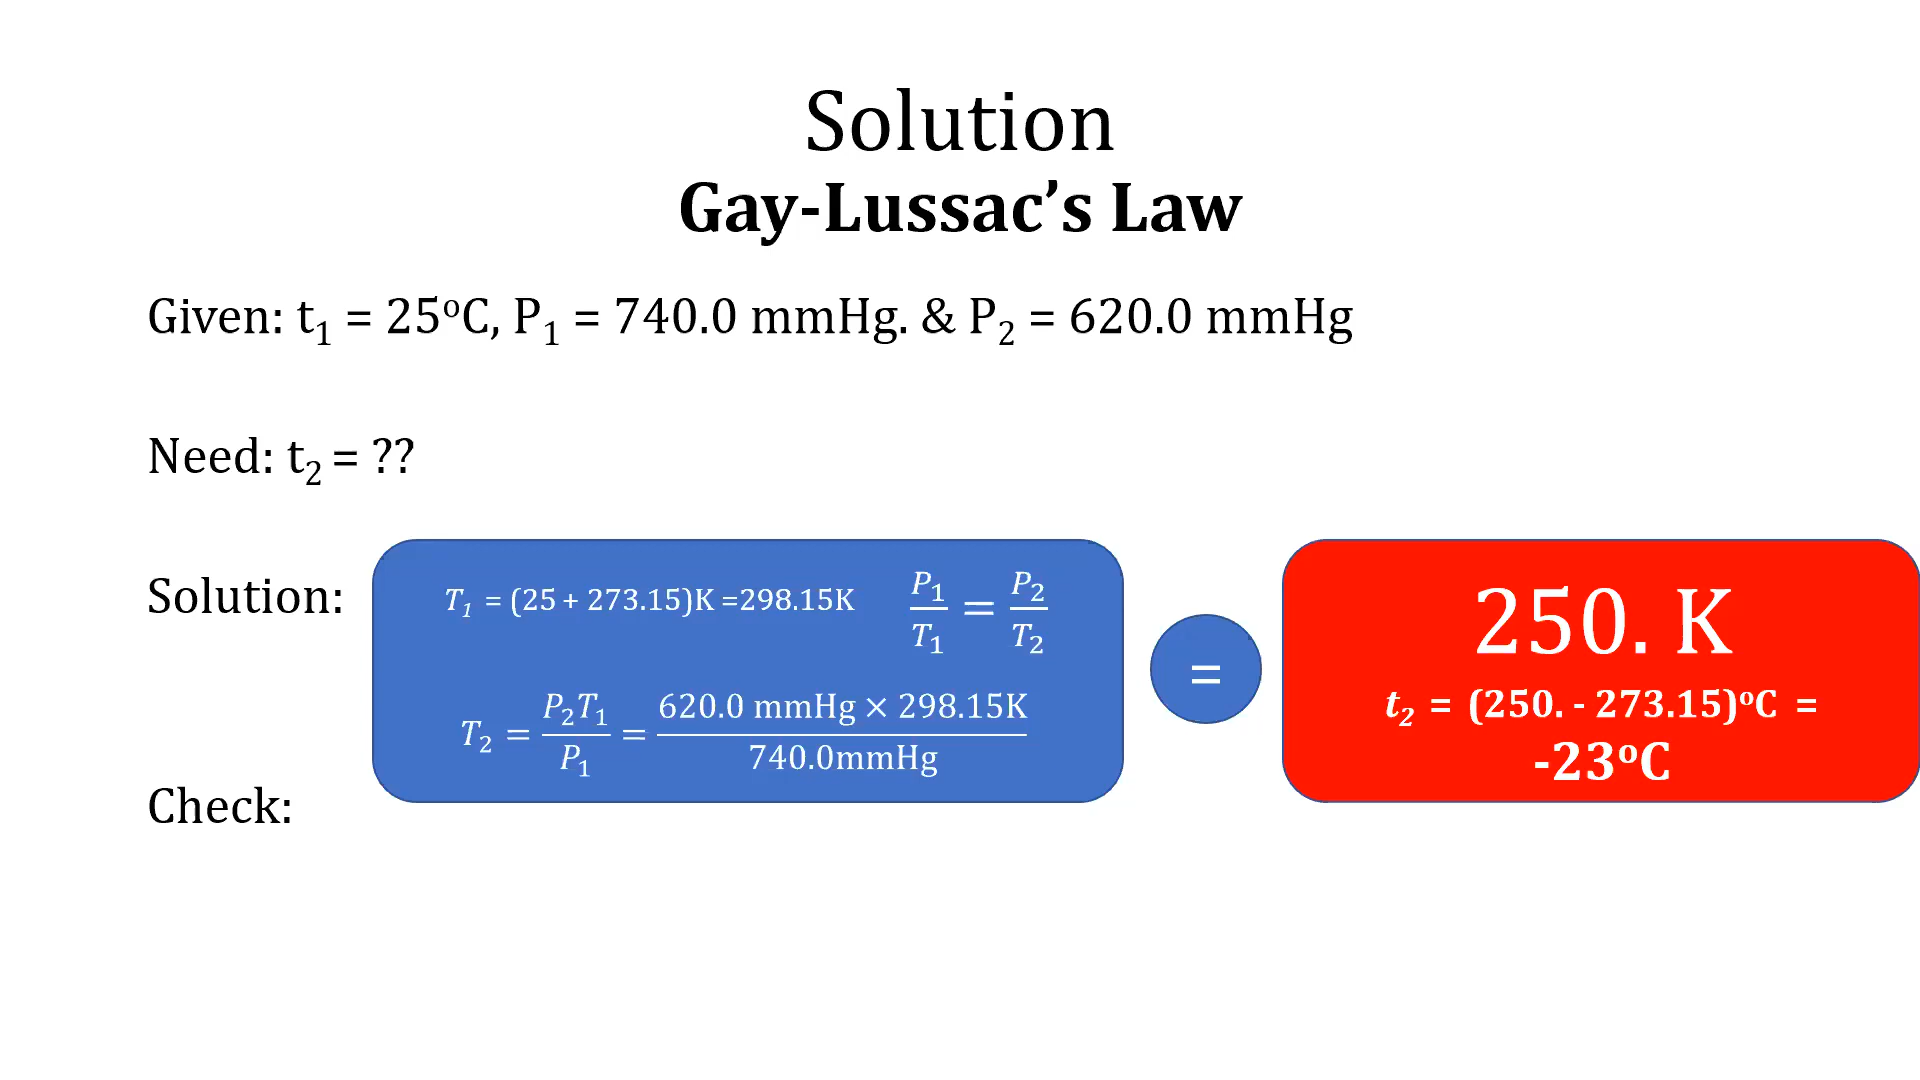 Solution
Gay-Lussac’s Law
Given: t₁ = 25ºC, P₁ = 740.0 mmHg. & P₂ = 620.0 mmHg
Need: t₂ = ??
Solution:
T₁ = (25 + 273.15)K =298.15K
P₁/T₁ = P₂/T₂
T₂ = P₂T₁/P₁ = 620.0 mmHg × 298.15K/740.0mmHg
=
250. K
t₂ = (250. - 273.15)ºC =
-23ºC
Check: